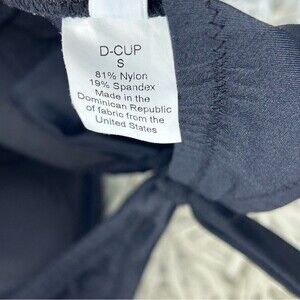 D-CUP
S
81% Nylon
19% Spandex
Made in the
Dominican Republic
of fabric from the
United States